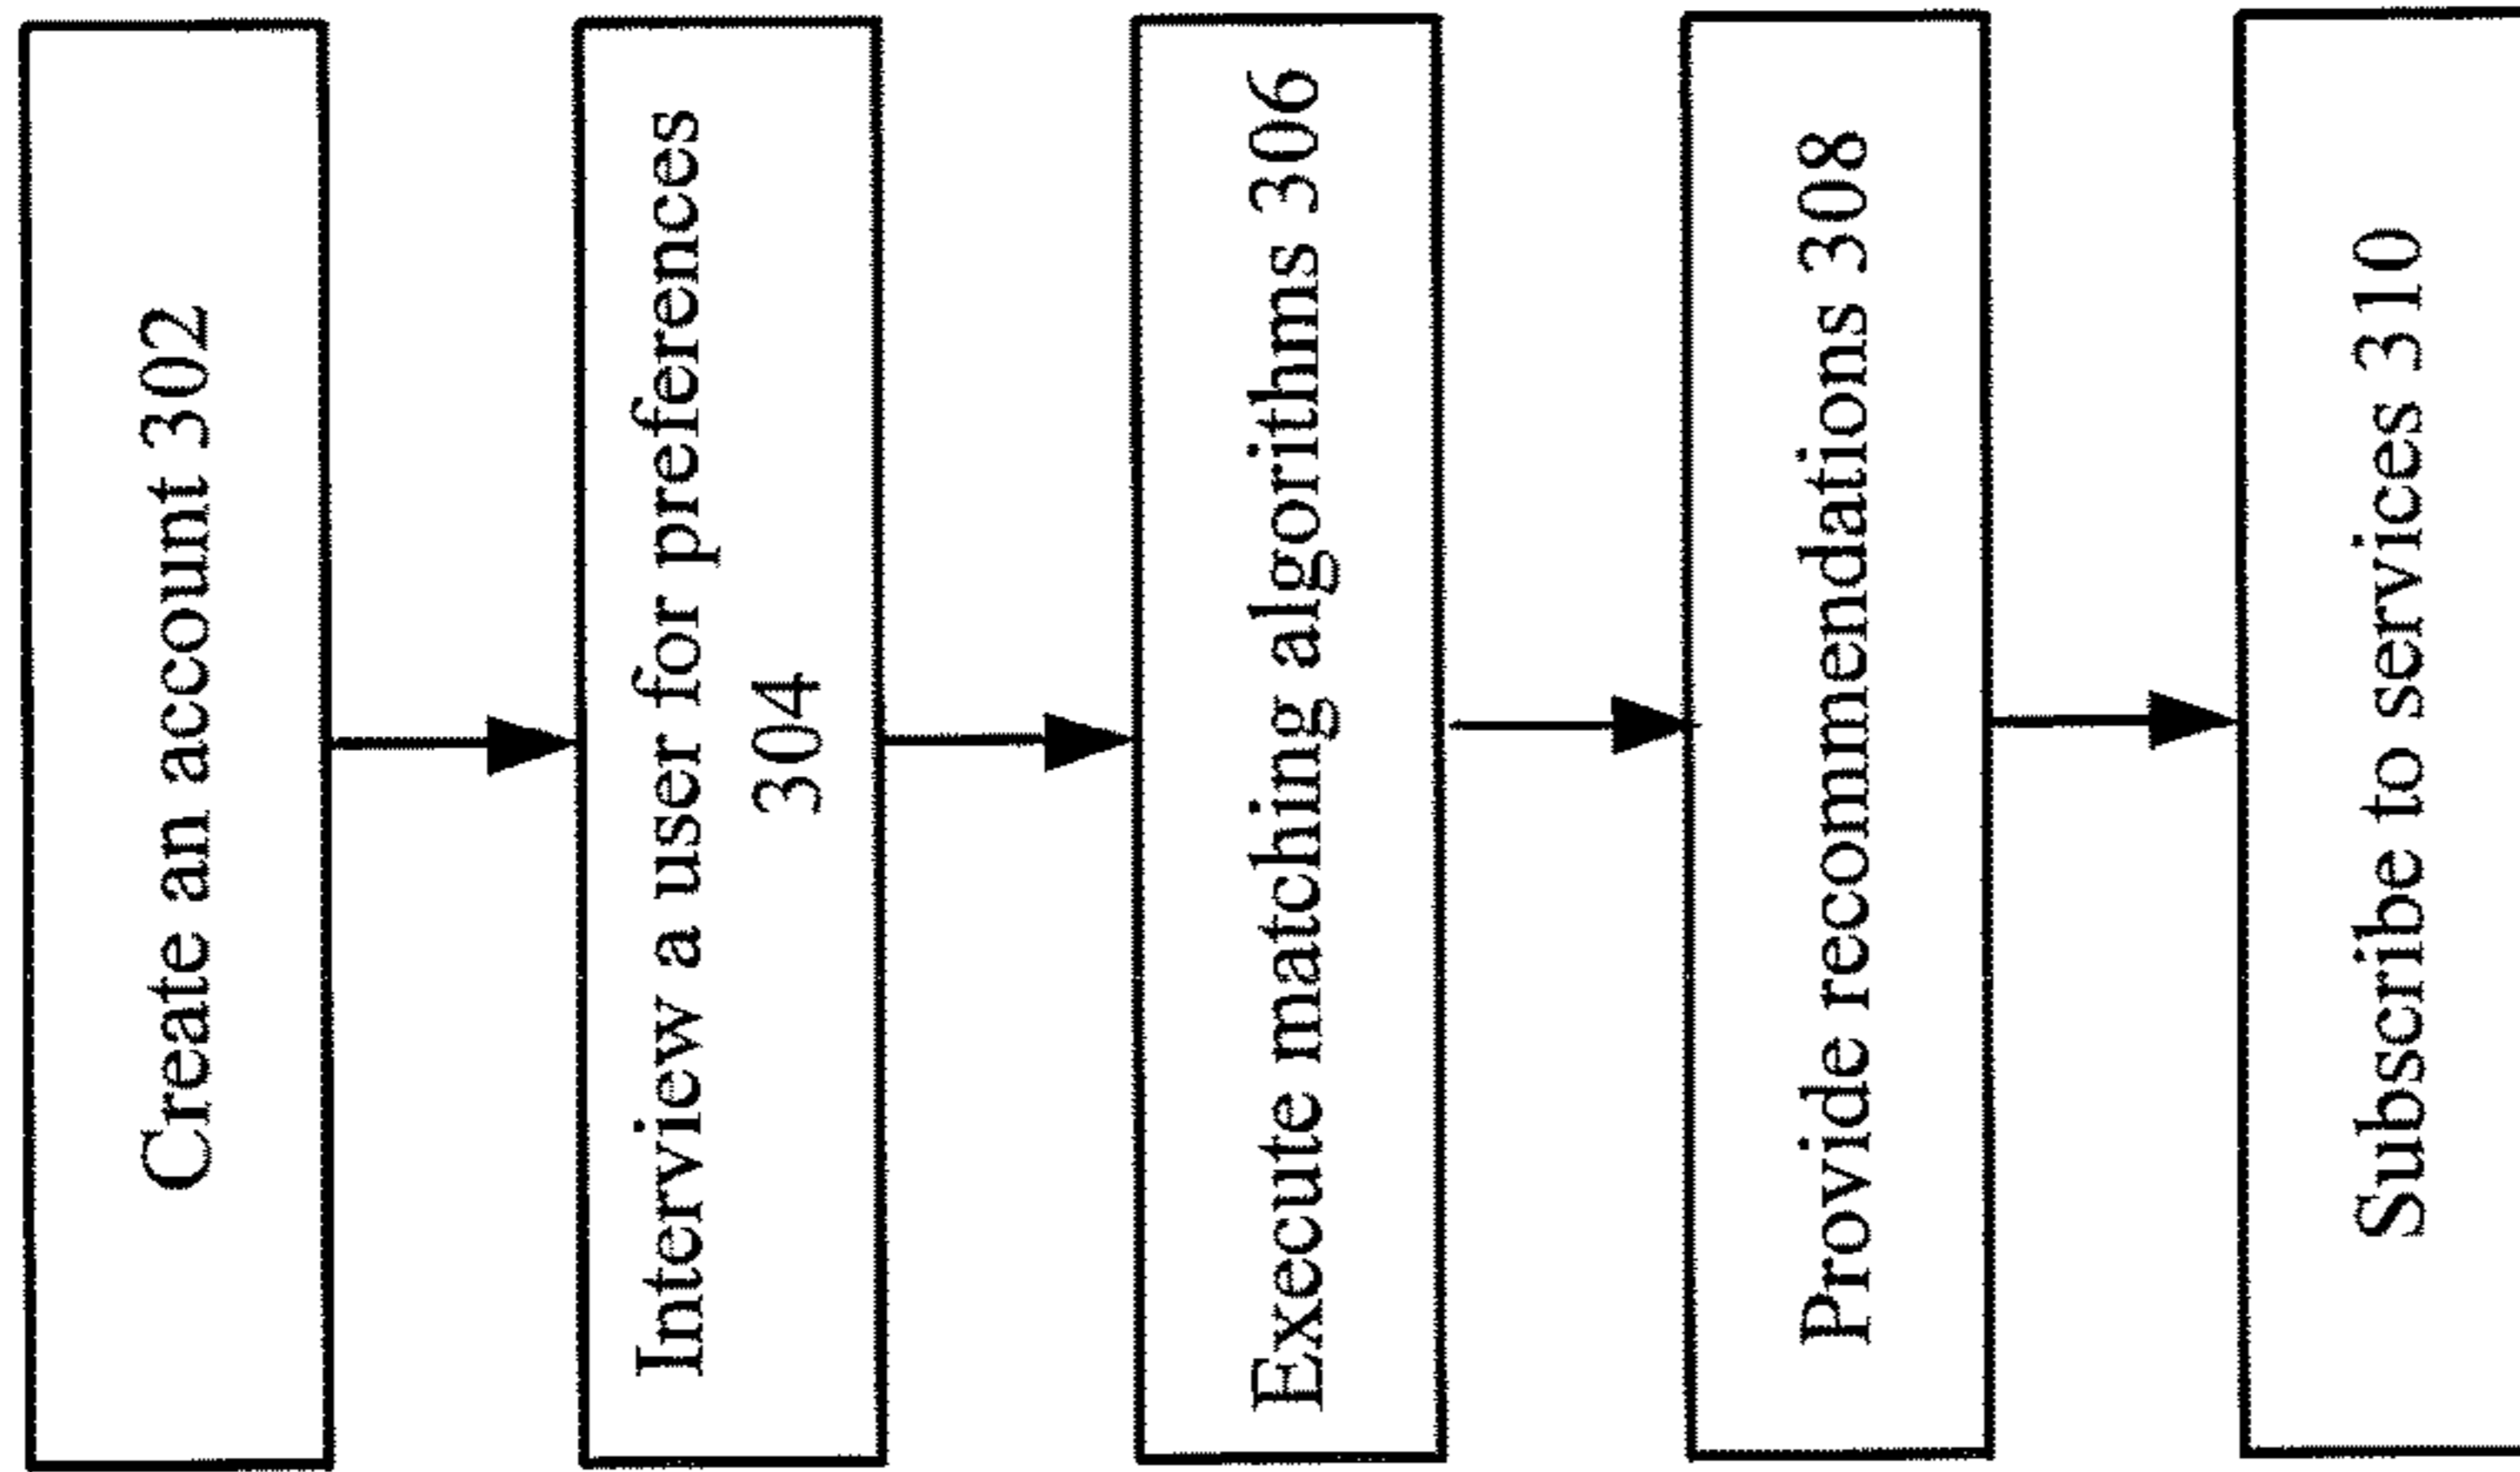 Create an account 302
Interview a user for preferences
304
Execute matching algorithms 306
Provide recommendations 308
Subscribe to services 310